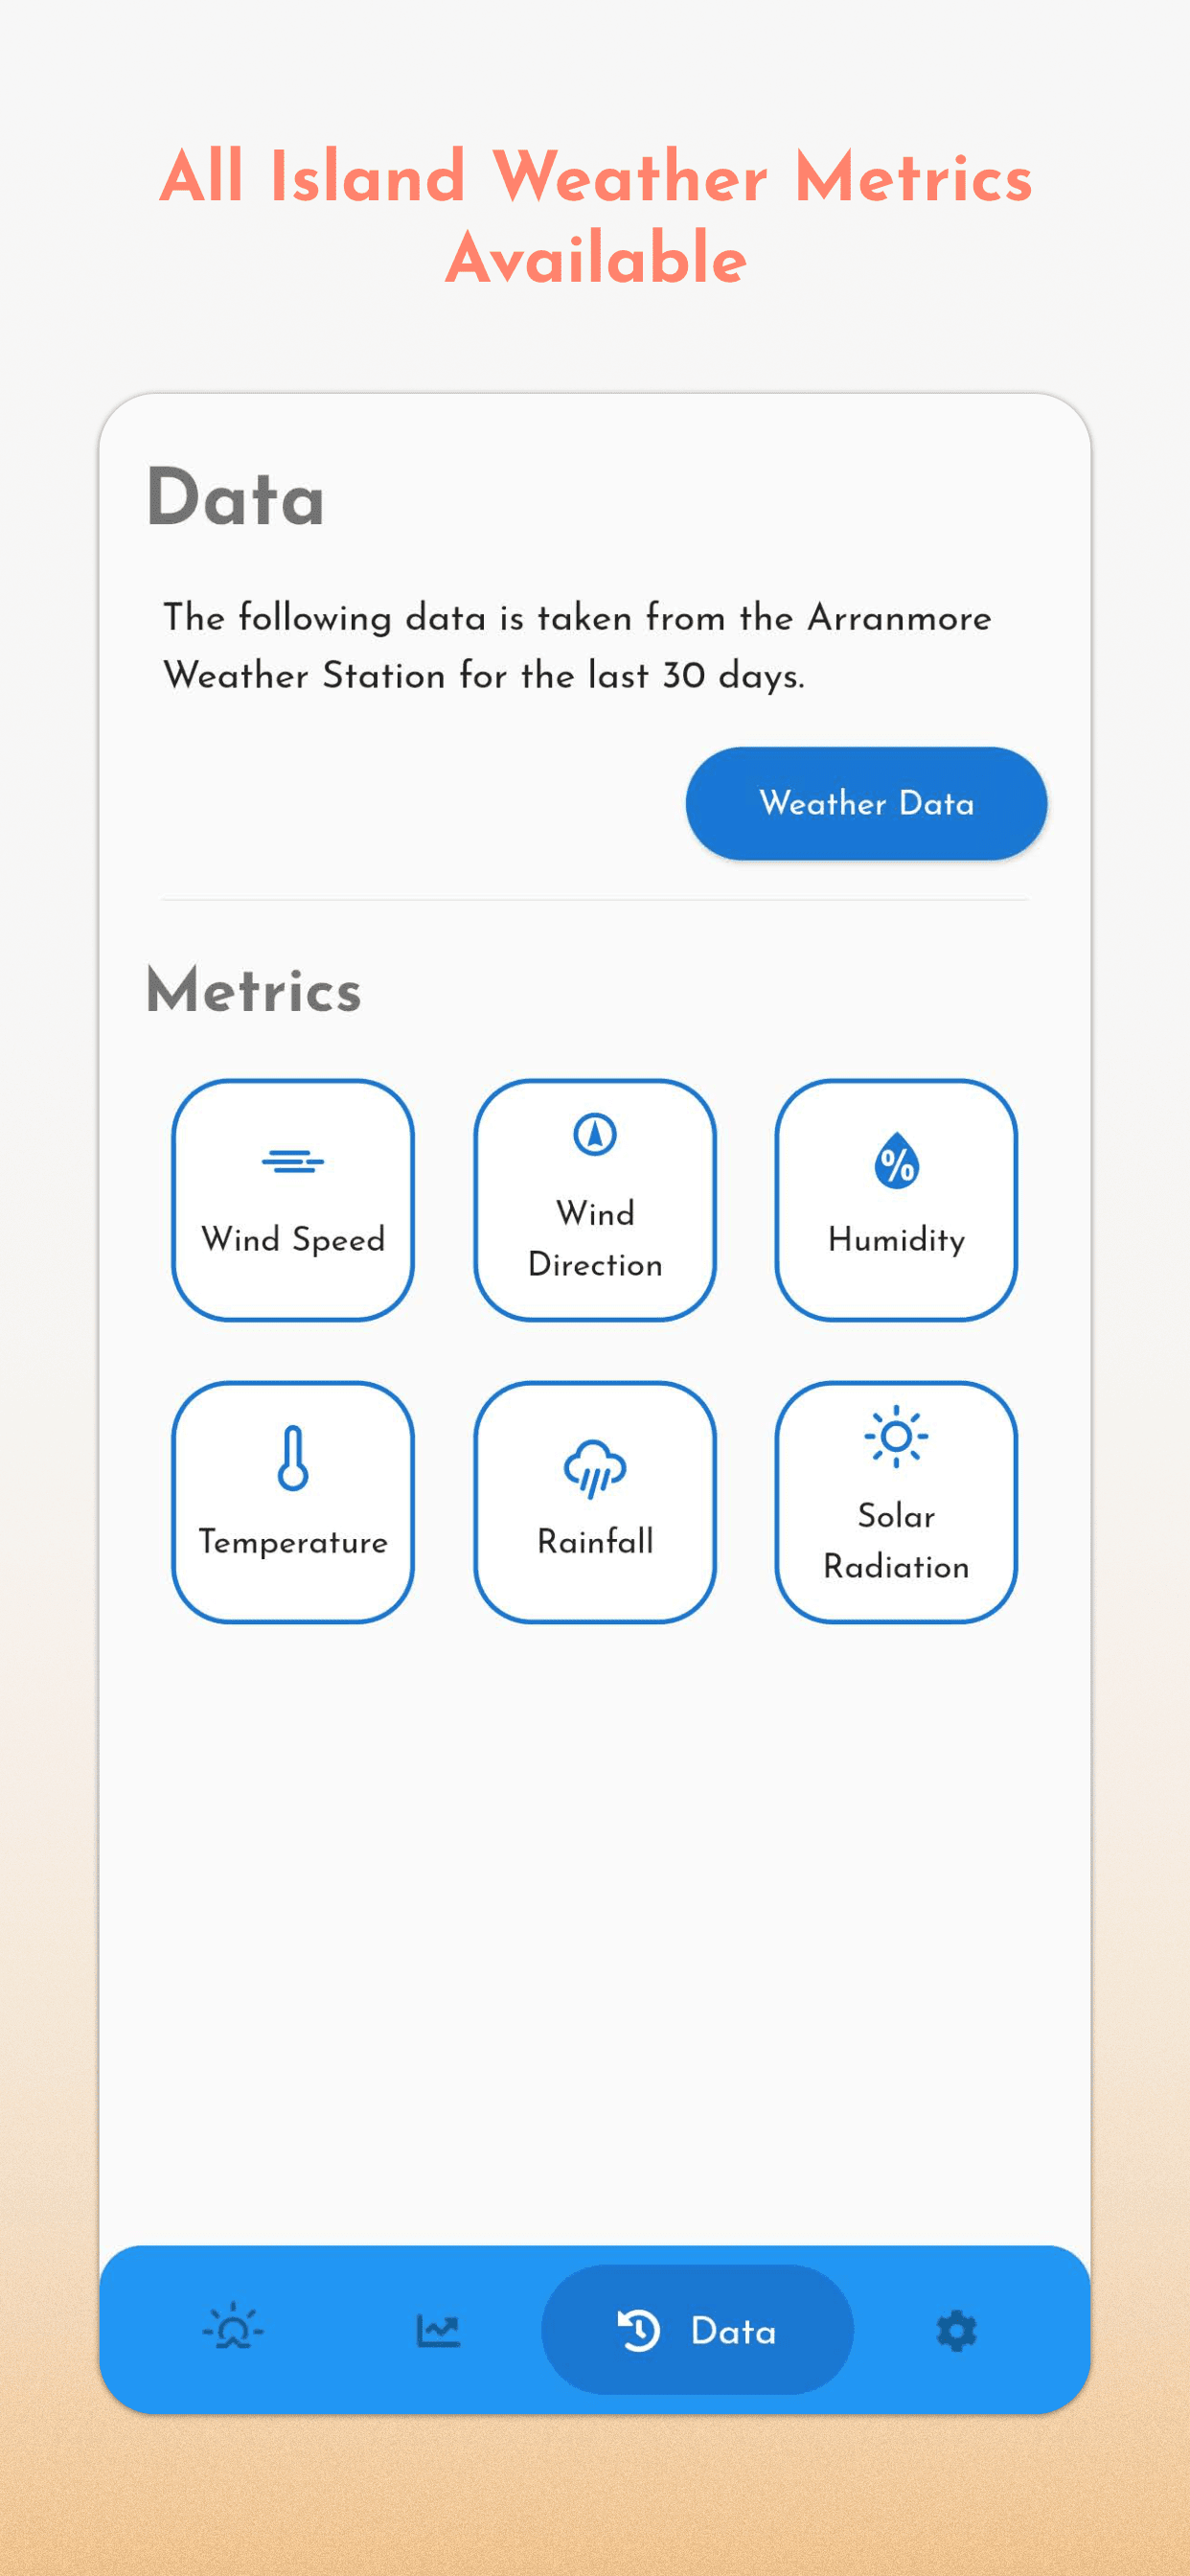 All Island Weather Metrics
Available
Data
The following data is taken from the Arranmore
Weather Station for the last 30 days.
Weather Data
Metrics
Wind Speed
Wind
Direction
%
Humidity
Temperature
Rainfall
Solar
Radiation
Data